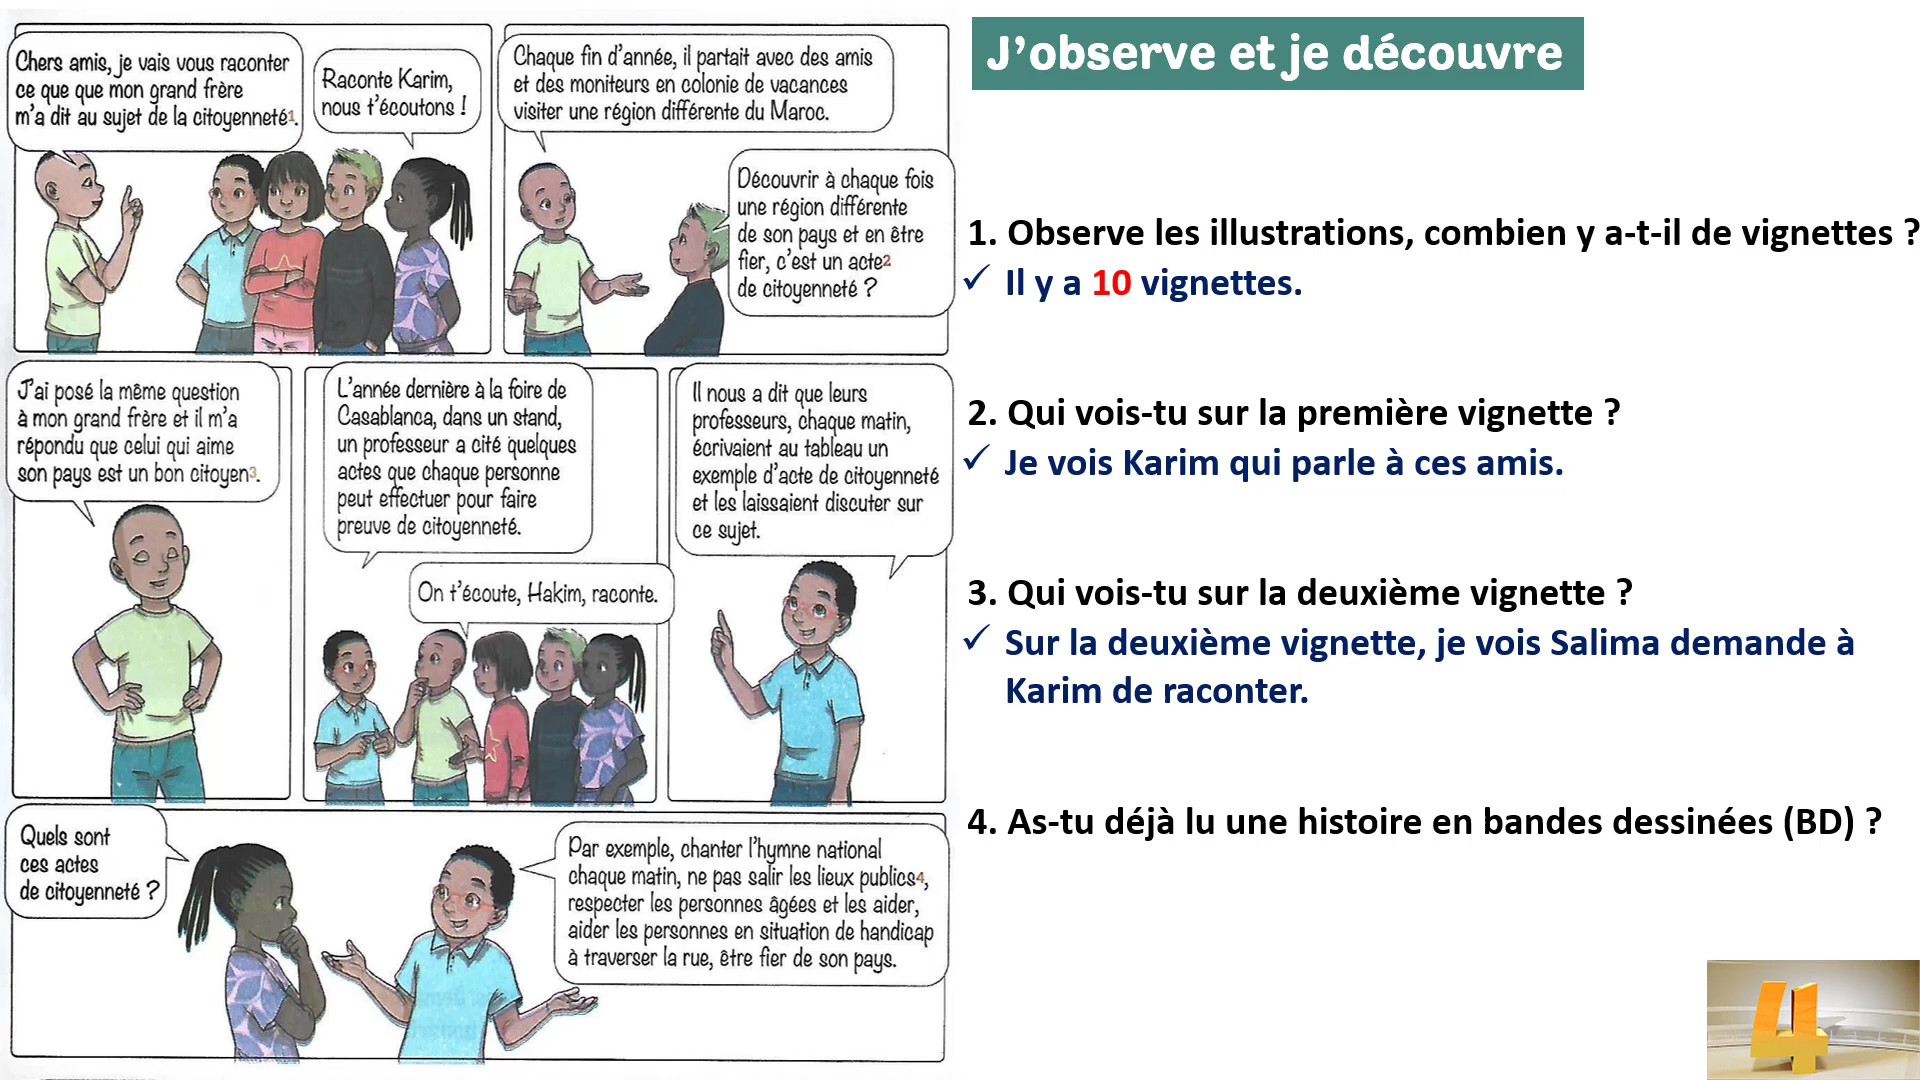 Chers amis, je vais vous raconter
ce que que mon grand frère
m'a dit au sujet de la citoyenneté1.
Raconte Karim,
nous t'écoutons !
Chaque fin d'année, il partait avec des amis
et des moniteurs en colonie de vacances
visiter une région différente du Maroc.
Découvrir à chaque fois
une région différente
de son pays et en être
fier, c'est un acte2
de citoyenneté ?
J'ai posé la même question
à mon grand frère et il m'a
répondu que celui qui aime
son pays est un bon citoyen3.
L'année dernière à la foire de
Casablanca, dans un stand,
un professeur a cité quelques
actes que chaque personne
peut effectuer pour faire
preuve de citoyenneté.
On t'écoute, Hakim, raconte.
Il nous a dit que leurs
professeurs, chaque matin,
écrivaient au tableau un
exemple d'acte de citoyenneté
et les laissaient discuter sur
ce sujet.
Quels sont
ces actes
de citoyenneté ?
Par exemple, chanter l'hymne national
chaque matin, ne pas salir les lieux publics4,
respecter les personnes âgées et les aider,
aider les personnes en situation de handicap
à traverser la rue, être fier de son pays.
J'observe et je découvre
1. Observe les illustrations, combien y a-t-il de vignettes ?
✓ Il y a 10 vignettes.
2. Qui vois-tu sur la première vignette ?
✓ Je vois Karim qui parle à ces amis.
3. Qui vois-tu sur la deuxième vignette ?
✓ Sur la deuxième vignette, je vois Salima demande à
Karim de raconter.
4. As-tu déjà lu une histoire en bandes dessinées (BD) ?
4